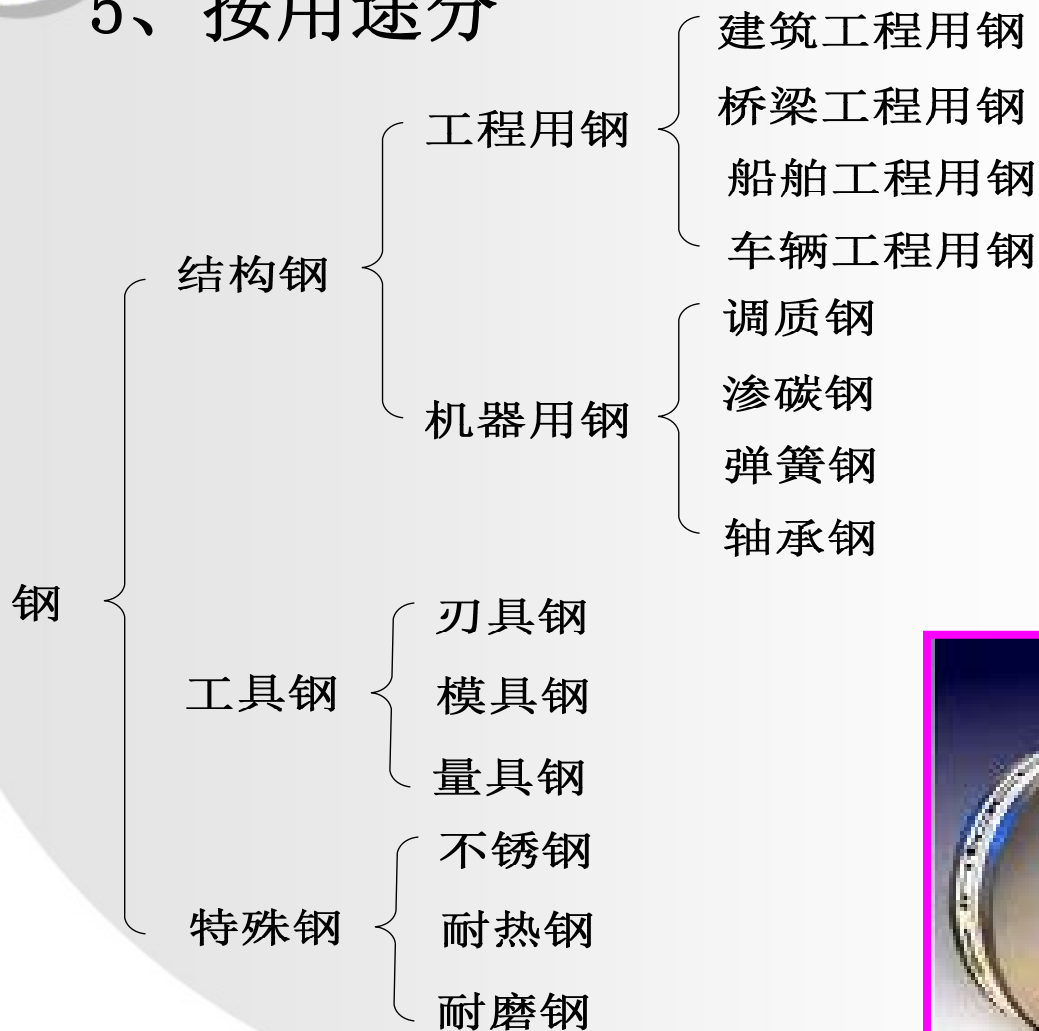 5、按用途分
建筑工程用钢
桥梁工程用钢
工程用钢
船舶工程用钢
车辆工程用钢
结构钢
调质钢
渗碳钢
机器用钢
弹簧钢
轴承钢
钢
刃具钢
工具钢
模具钢
量具钢
不锈钢
特殊钢
耐热钢
耐磨钢